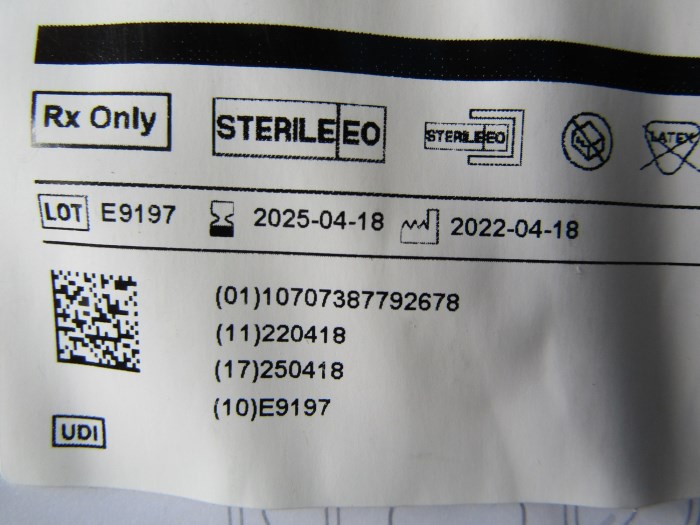 Rx Only STERILE EO STERILE EO LATEX
LOT E9197 2025-04-18 2022-04-18
(01)10707387792678
(11)220418
(17)250418
(10)E9197
UDI